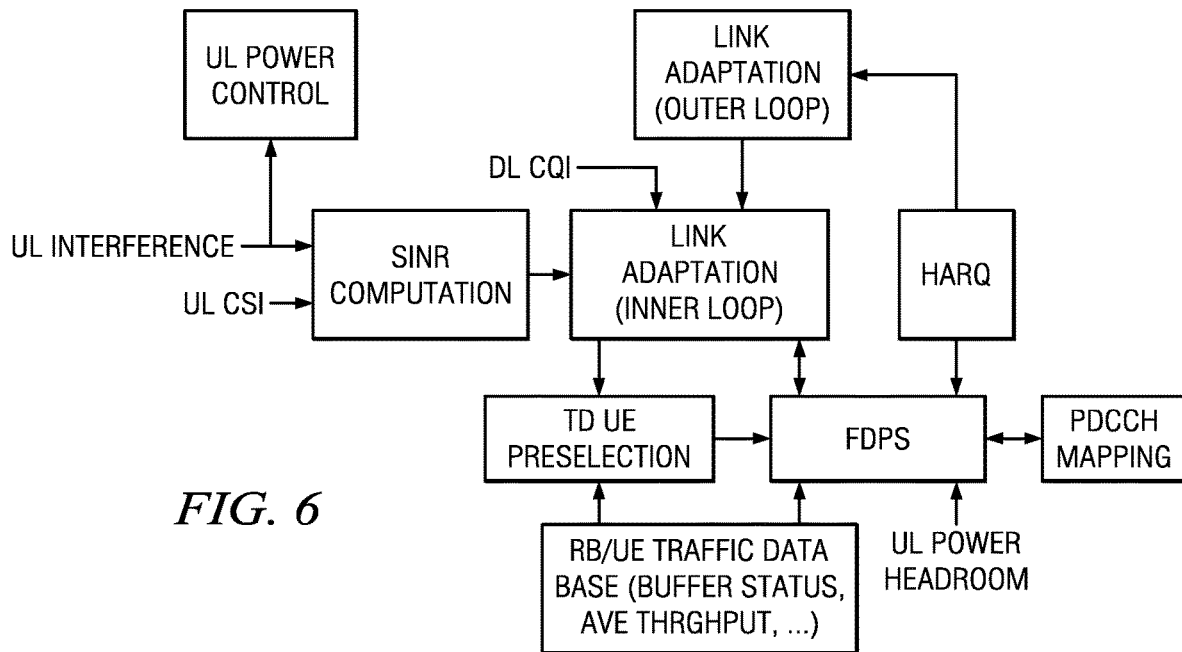 UL POWER
CONTROL
LINK
ADAPTATION
(OUTER LOOP)
DL CQI
UL INTERFERENCE
UL CSI
SINR
COMPUTATION
LINK
ADAPTATION
(INNER LOOP)
HARQ
TD UE
PRESELECTION
FDPS
PDCCH
MAPPING
FIG. 6
RB/UE TRAFFIC DATA
BASE (BUFFER STATUS,
AVE THRGHPUT, ...)
UL POWER
HEADROOM